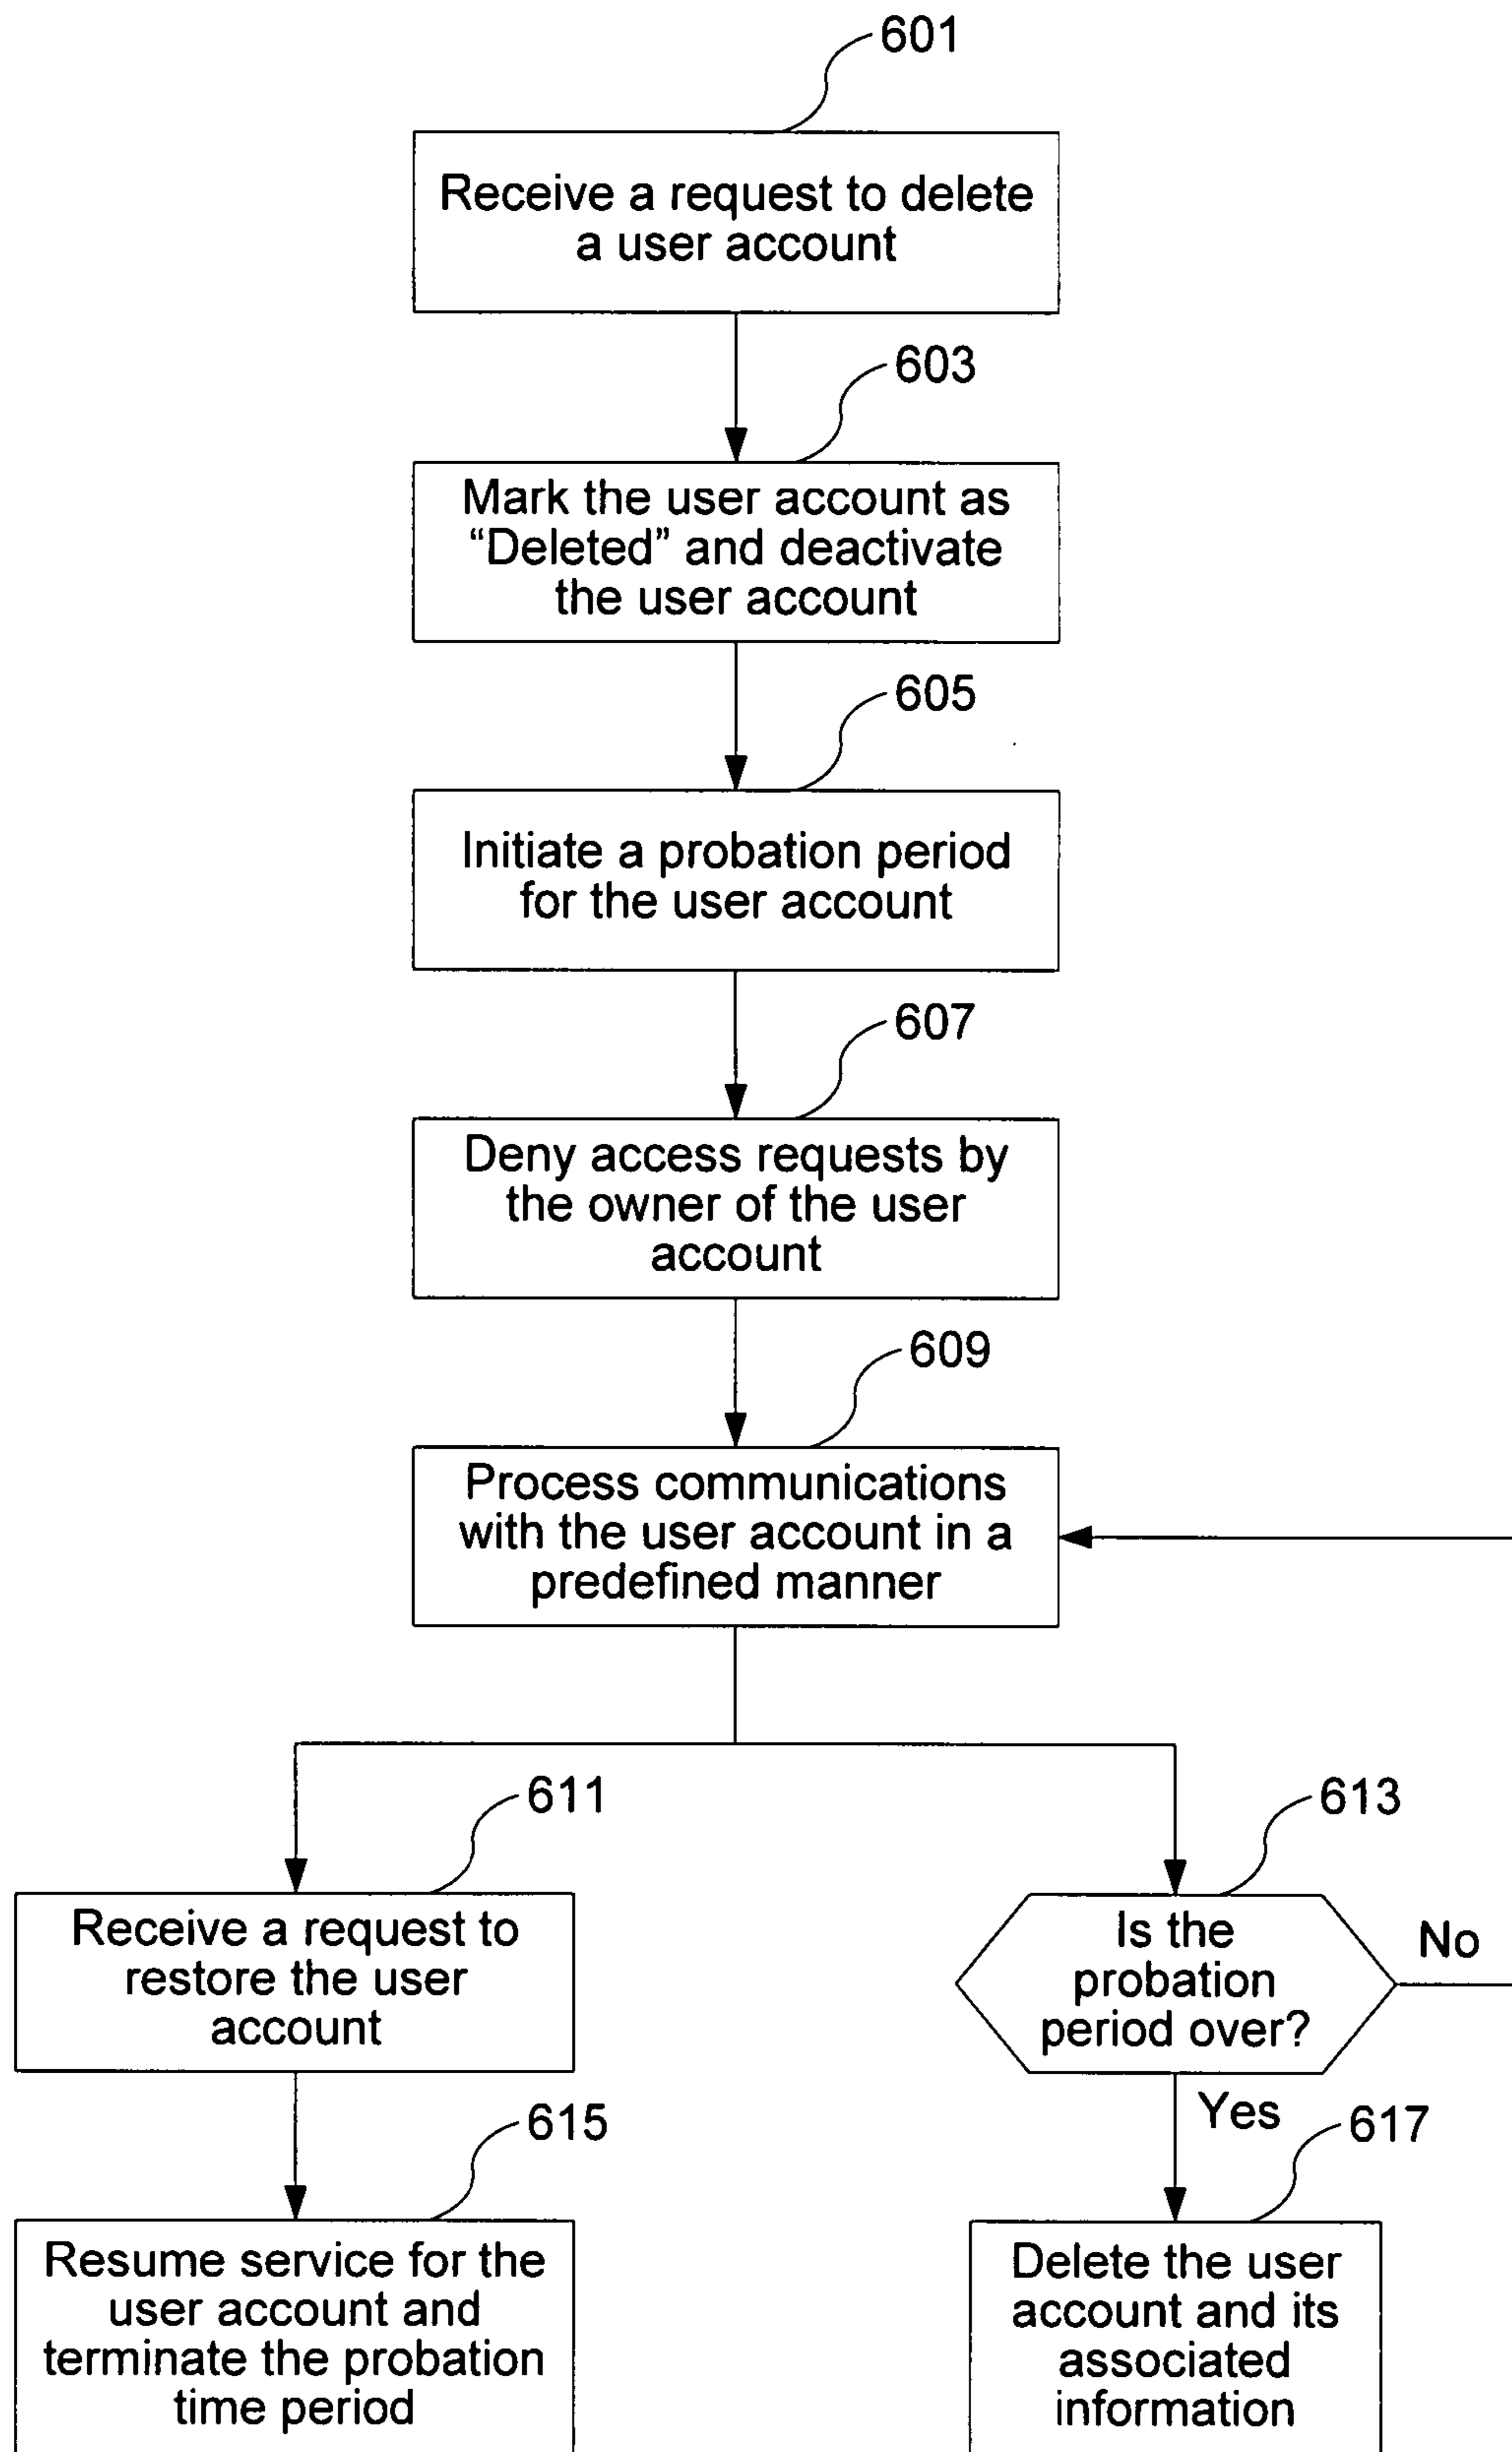 601
Receive a request to delete
a user account
603
Mark the user account as
“Deleted” and deactivate
the user account
605
Initiate a probation period
for the user account
607
Deny access requests by
the owner of the user
account
609
Process communications
with the user account in a
predefined manner
611
Receive a request to
restore the user
account
613
Is the
probation
period over?
No
Yes
615
Resume service for the
user account and
terminate the probation
time period
617
Delete the user
account and its
associated
information